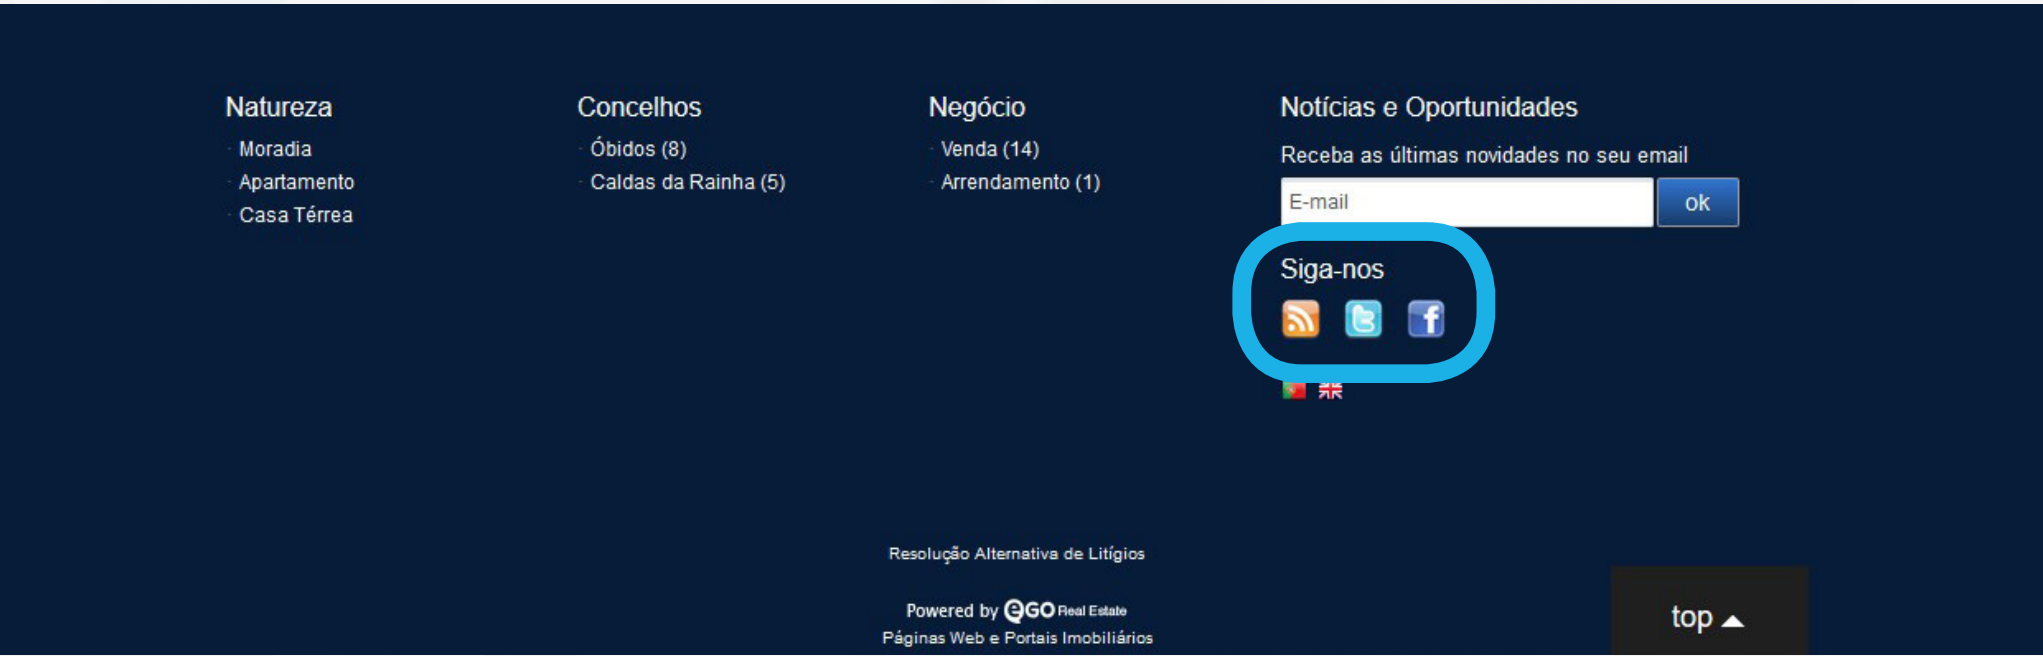 Natureza
Moradia
Apartamento
Casa Térrea
Concelhos
Óbidos (8)
Caldas da Rainha (5)
Negócio
Venda (14)
Arrendamento (1)
Notícias e Oportunidades
Receba as últimas novidades no seu email
E-mail
ok
Siga-nos
Resolução Alternativa de Litígios
Powered by eGO Real Estate
Páginas Web e Portais Imobiliários
top